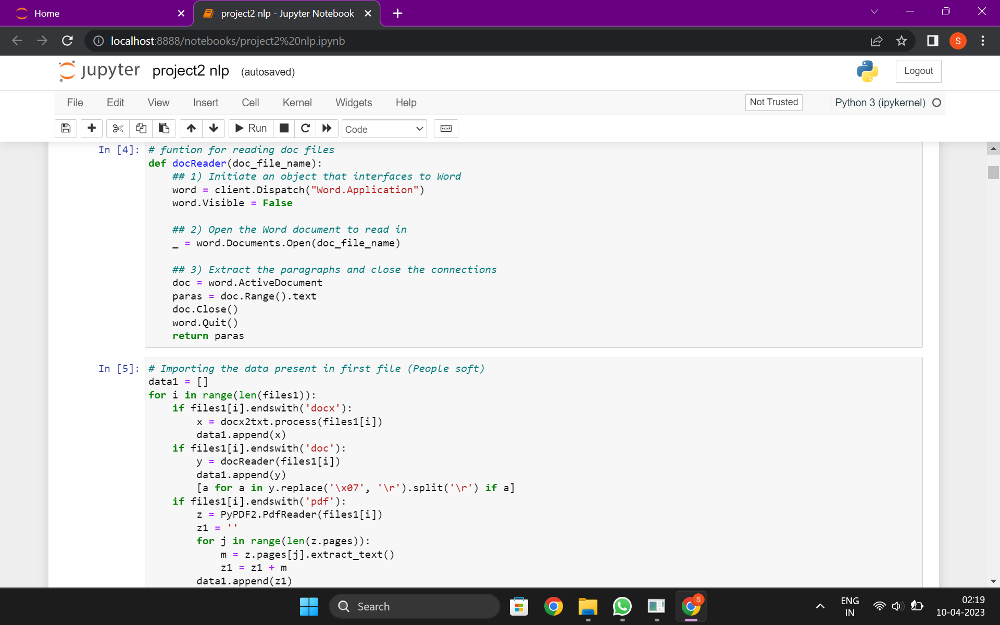 Home
project2 nlp - Jupyter Notebook
localhost:8888/notebooks/project2%20nlp.ipynb
S
jupyter project2 nlp (autosaved)
Logout
File Edit View Insert Cell Kernel Widgets Help
Not Trusted
Python 3 (ipykernel)
Run
Code
In [4]: # funtion for reading doc files
def docReader(doc_file_name):
    ## 1) Initiate an object that interfaces to Word
    word = client.Dispatch("Word.Application")
    word.Visible = False
    ## 2) Open the Word document to read in
    _ = word.Documents.Open(doc_file_name)
    ## 3) Extract the paragraphs and close the connections
    doc = word.ActiveDocument
    paras = doc.Range().text
    doc.Close()
    word.Quit()
    return paras
In [5]: # Importing the data present in first file (People soft)
data1 = []
for i in range(len(files1)):
    if files1[i].endswith('docx'):
        x = docx2txt.process(files1[i])
        data1.append(x)
    if files1[i].endswith('doc'):
        y = docReader(files1[i])
        data1.append(y)
        [a for a in y.replace('\x07', '\r').split('\r') if a]
    if files1[i].endswith('pdf'):
        z = PyPDF2.PdfReader(files1[i])
        z1 = ''
        for j in range(len(z.pages)):
            m = z.pages[j].extract_text()
            z1 = z1 + m
        data1.append(z1)
Search
S
ENG
IN
02:19
10-04-2023